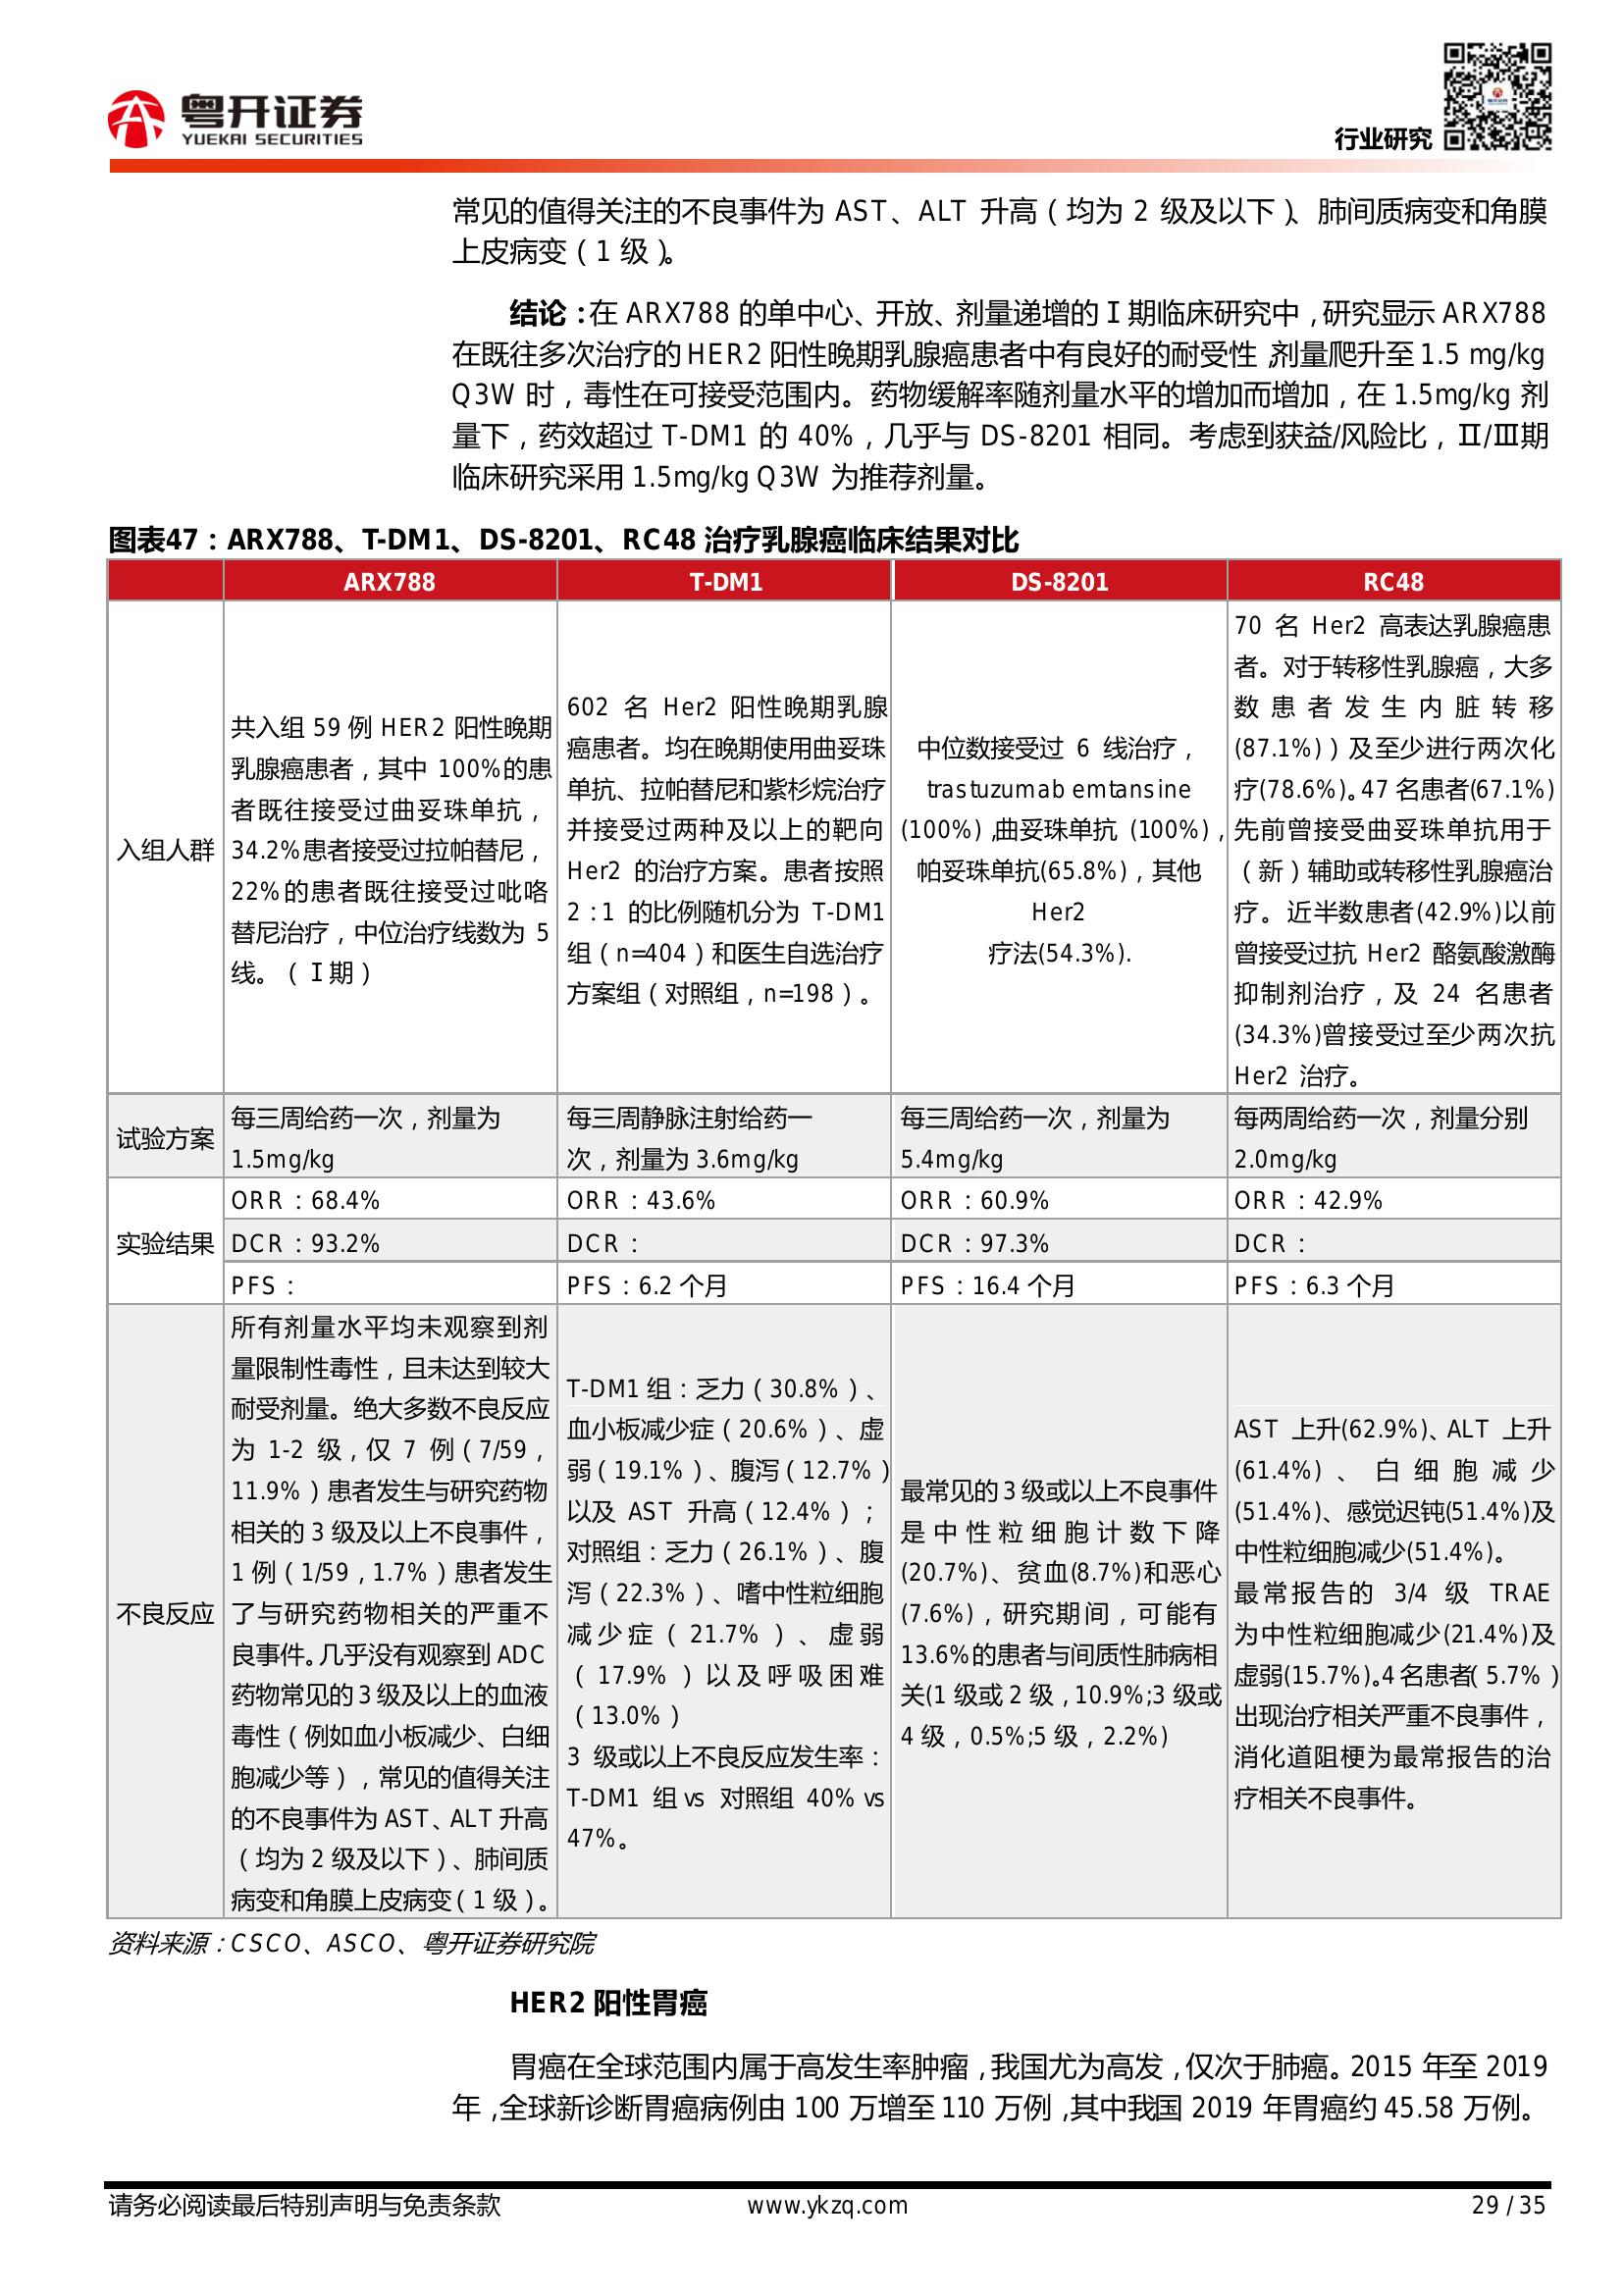 粤开证券
YUEKAI SECURITIES
行业研究
常见的值得关注的不良事件为 AST、ALT 升高（均为 2 级及以下）、肺间质病变和角膜
上皮病变（1 级）。
结论：在 ARX788 的单中心、开放、剂量递增的Ⅰ期临床研究中，研究显示 ARX788
在既往多次治疗的 HER2 阳性晚期乳腺癌患者中有良好的耐受性，剂量爬升至 1.5 mg/kg
Q3W 时，毒性在可接受范围内。药物缓解率随剂量水平的增加而增加，在 1.5mg/kg 剂
量下，药效超过 T-DM1 的 40%，几乎与 DS-8201 相同。考虑到获益/风险比，Ⅱ/Ⅲ期
临床研究采用 1.5mg/kg Q3W 为推荐剂量。
图表47：ARX788、T-DM1、DS-8201、RC48 治疗乳腺癌临床结果对比
ARX788
T-DM1
DS-8201
RC48
入组人群
共入组 59 例 HER2 阳性晚期
乳腺癌患者，其中 100%的患
者既往接受过曲妥珠单抗，
34.2%患者接受过拉帕替尼，
22%的患者既往接受过吡咯
替尼治疗，中位治疗线数为 5
线。（Ⅰ期）
602 名 Her2 阳性晚期乳腺
癌患者。均在晚期使用曲妥珠
单抗、拉帕替尼和紫杉烷治疗
并接受过两种及以上的靶向
Her2 的治疗方案。患者按照
2：1 的比例随机分为 T-DM1
组（n=404）和医生自选治疗
方案组（对照组，n=198）。
中位数接受过 6 线治疗，
trastuzumab emtansine
(100%)，曲妥珠单抗 (100%)，
帕妥珠单抗(65.8%)，其他
Her2
疗法(54.3%).
70 名 Her2 高表达乳腺癌患
者。对于转移性乳腺癌，大多
数患者发生内脏转移
(87.1%)）及至少进行两次化
疗(78.6%)。47 名患者(67.1%)
先前曾接受曲妥珠单抗用于
（新）辅助或转移性乳腺癌治
疗。近半数患者(42.9%)以前
曾接受过抗 Her2 酪氨酸激酶
抑制剂治疗，及 24 名患者
(34.3%)曾接受过至少两次抗
Her2 治疗。
试验方案
每三周给药一次，剂量为
1.5mg/kg
每三周静脉注射给药一
次，剂量为 3.6mg/kg
每三周给药一次，剂量为
5.4mg/kg
每两周给药一次，剂量分别
2.0mg/kg
实验结果
ORR：68.4%
ORR：43.6%
ORR：60.9%
ORR：42.9%
DCR：93.2%
DCR：
DCR：97.3%
DCR：
PFS：
PFS：6.2 个月
PFS：16.4 个月
PFS：6.3 个月
不良反应
所有剂量水平均未观察到剂
量限制性毒性，且未达到较大
耐受剂量。绝大多数不良反应
为 1-2 级，仅 7 例（7/59，
11.9%）患者发生与研究药物
相关的 3 级及以上不良事件，
1 例（1/59，1.7%）患者发生
了与研究药物相关的严重不
良事件。几乎没有观察到 ADC
药物常见的 3 级及以上的血液
毒性（例如血小板减少、白细
胞减少等），常见的值得关注
的不良事件为 AST、ALT 升高
（均为 2 级及以下）、肺间质
病变和角膜上皮病变（1 级）。
T-DM1 组：乏力（30.8%）、
血小板减少症（20.6%）、虚
弱（19.1%）、腹泻（12.7%）
以及 AST 升高（12.4%）；
对照组：乏力（26.1%）、腹
泻（22.3%）、嗜中性粒细胞
减少症（21.7%）、虚弱
（17.9%）以及呼吸困难
（13.0%）
3 级或以上不良反应发生率：
T-DM1 组 vs 对照组 40% vs
47%。
最常见的 3 级或以上不良事件
是中性粒细胞计数下降
(20.7%)、贫血(8.7%)和恶心
(7.6%)，研究期间，可能有
13.6%的患者与间质性肺病相
关(1 级或 2 级，10.9%;3 级或
4 级，0.5%;5 级，2.2%)
AST 上升(62.9%)、ALT 上升
(61.4%)、白细胞减少
(51.4%)、感觉迟钝(51.4%)及
中性粒细胞减少(51.4%)。
最常报告的 3/4 级 TRAE
为中性粒细胞减少(21.4%)及
虚弱(15.7%)。4 名患者（5.7%）
出现治疗相关严重不良事件，
消化道阻梗为最常报告的治
疗相关不良事件。
资料来源：CSCO、ASCO、粤开证券研究院
HER2 阳性胃癌
胃癌在全球范围内属于高发生率肿瘤，我国尤为高发，仅次于肺癌。2015 年至 2019
年，全球新诊断胃癌病例由 100 万增至 110 万例，其中我国 2019 年胃癌约 45.58 万例。
请务必阅读最后特别声明与免责条款
www.ykzq.com
29 / 35